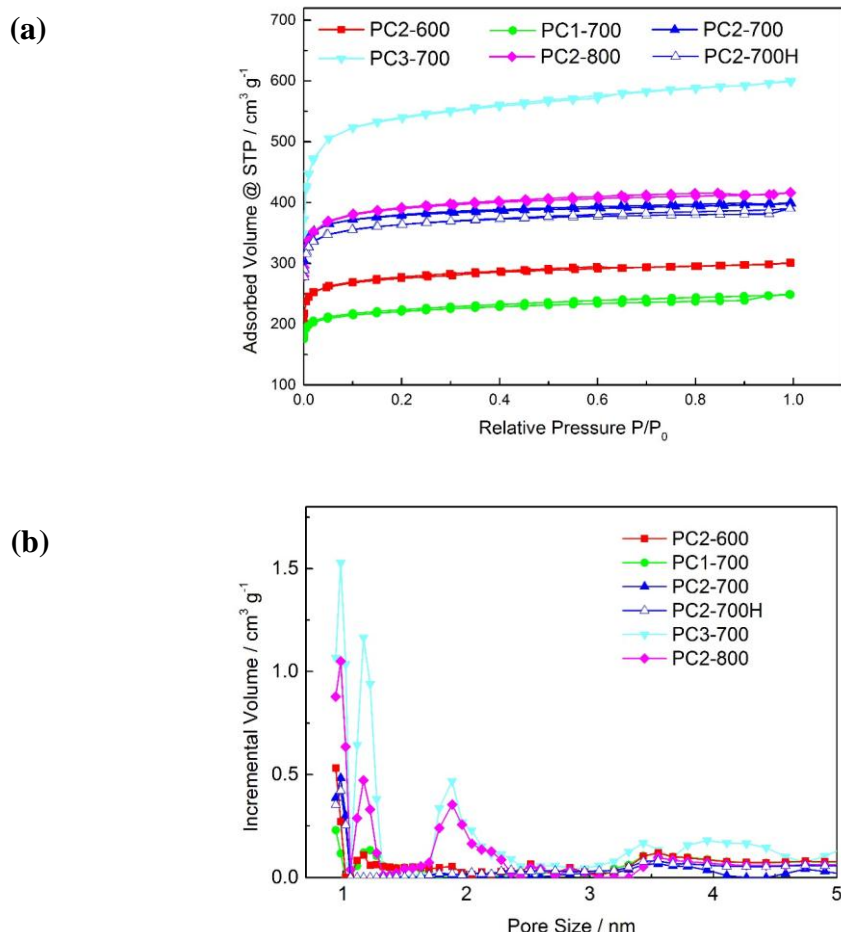 (a)
700
600
500
400
300
200
100
Adsorbed Volume @ STP / cm³ g⁻¹
PC2-600 PC1-700 PC2-700
PC3-700 PC2-800 PC2-700H
0.0 0.2 0.4 0.6 0.8 1.0
Relative Pressure P/P₀
(b)
1.5
1.0
0.5
0.0
Incremental Volume / cm³ g⁻¹
PC2-600
PC1-700
PC2-700
PC2-700H
PC3-700
PC2-800
1 2 3 4 5
Pore Size / nm